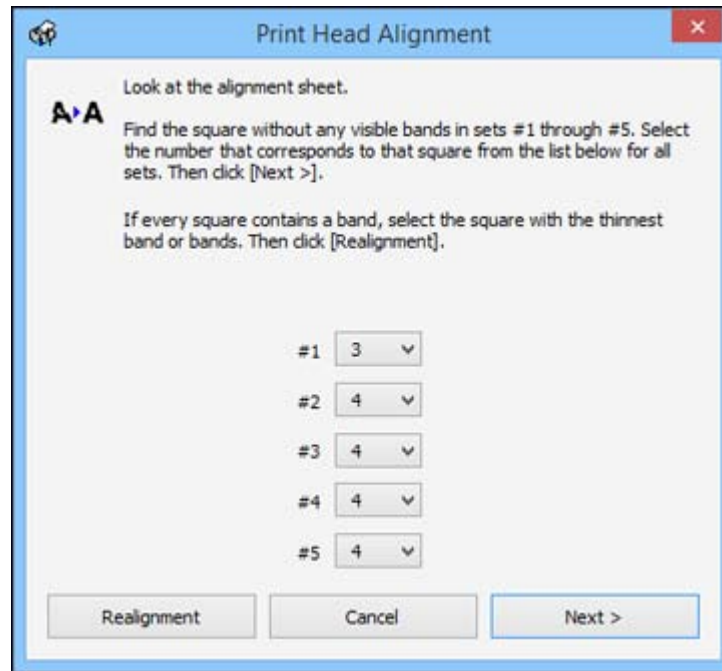 Print Head Alignment
Look at the alignment sheet.
A A
Find the square without any visible bands in sets #1 through #5. Select
the number that corresponds to that square from the list below for all
sets. Then click [Next >].
If every square contains a band, select the square with the thinnest
band or bands. Then click [Realignment].
#1 3
#2 4
#3 4
#4 4
#5 4
Realignment Cancel Next >